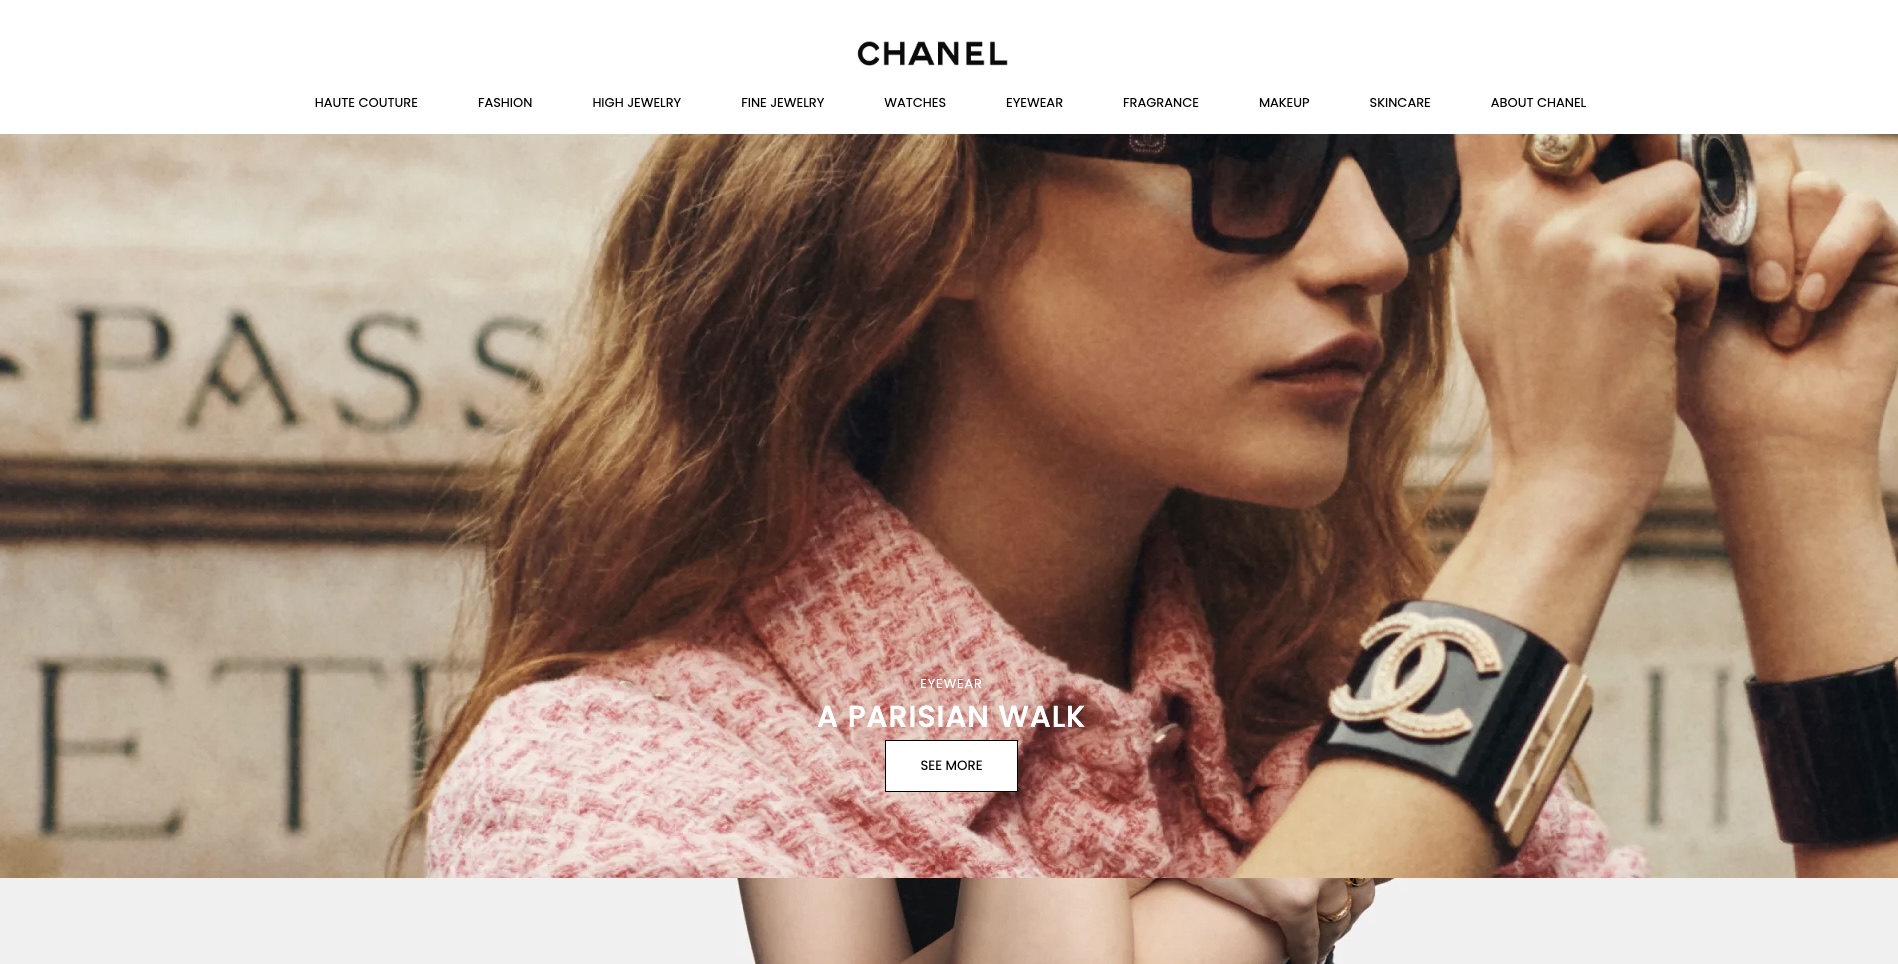 CHANEL
HAUTE COUTURE FASHION HIGH JEWELRY FINE JEWELRY WATCHES EYEWEAR FRAGRANCE MAKEUP SKINCARE ABOUT CHANEL
PASS
ET
EYEWEAR
A PARISIAN WALK
SEE MORE